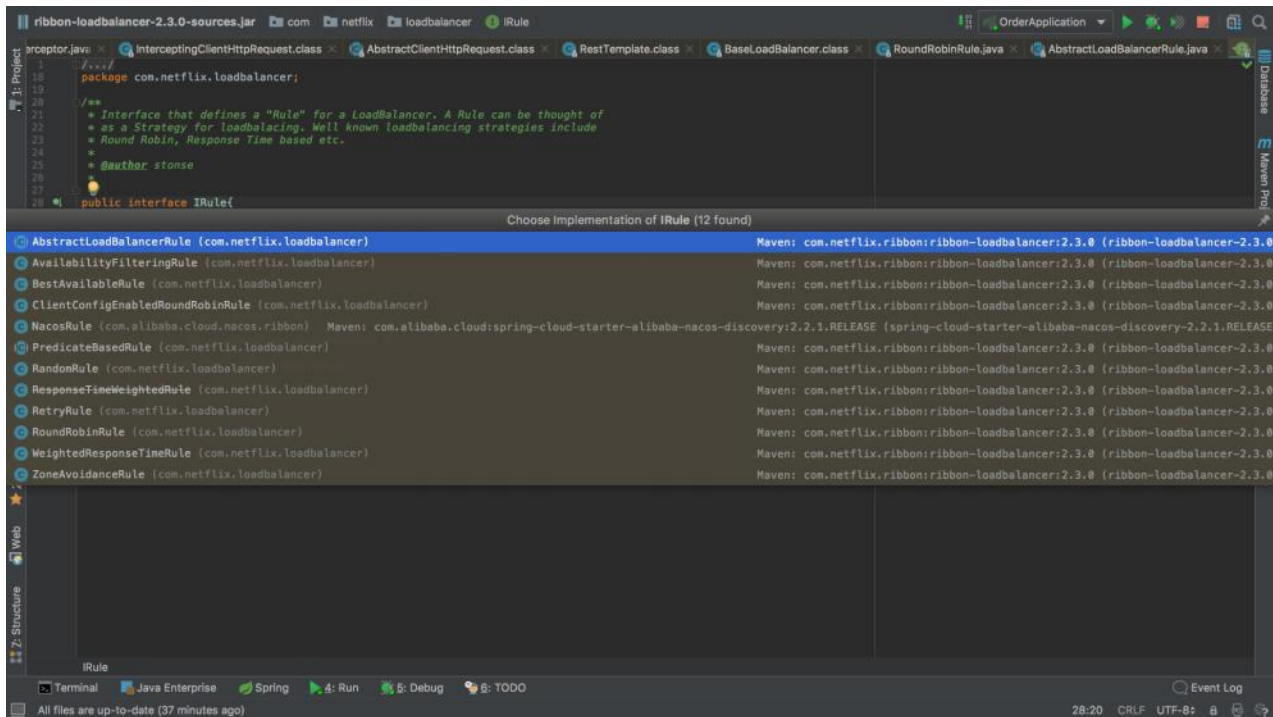 ribbon-loadbalancer-2.3.0-sources.jar com netflix loadbalancer IRule OrderApplication
erceptor.java InterceptingClientHttpRequest.class AbstractClientHttpRequest.class RestTemplate.class BaseLoadBalancer.class RoundRobinRule.java AbstractLoadBalancerRule.java
1: Project
Database
Maven Proj
1 /.../
18 package com.netflix.loadbalancer;
19
20 /**
21 * Interface that defines a "Rule" for a LoadBalancer. A Rule can be thought of
22 * as a Strategy for loadbalacing. Well known loadbalancing strategies include
23 * Round Robin, Response Time based etc.
24 *
25 * @author stonse
26 *
27
28 public interface IRule{
Choose Implementation of IRule (12 found)
AbstractLoadBalancerRule (com.netflix.loadbalancer) Maven: com.netflix.ribbon:ribbon-loadbalancer:2.3.0 (ribbon-loadbalancer-2.3.0
AvailabilityFilteringRule (com.netflix.loadbalancer) Maven: com.netflix.ribbon:ribbon-loadbalancer:2.3.0 (ribbon-loadbalancer-2.3.0
BestAvailableRule (com.netflix.loadbalancer) Maven: com.netflix.ribbon:ribbon-loadbalancer:2.3.0 (ribbon-loadbalancer-2.3.0
ClientConfigEnabledRoundRobinRule (com.netflix.loadbalancer) Maven: com.netflix.ribbon:ribbon-loadbalancer:2.3.0 (ribbon-loadbalancer-2.3.0
NacosRule (com.alibaba.cloud.nacos.ribbon) Maven: com.alibaba.cloud:spring-cloud-starter-alibaba-nacos-discovery:2.2.1.RELEASE (spring-cloud-starter-alibaba-nacos-discovery-2.2.1.RELEASE
PredicateBasedRule (com.netflix.loadbalancer) Maven: com.netflix.ribbon:ribbon-loadbalancer:2.3.0 (ribbon-loadbalancer-2.3.0
RandomRule (com.netflix.loadbalancer) Maven: com.netflix.ribbon:ribbon-loadbalancer:2.3.0 (ribbon-loadbalancer-2.3.0
ResponseTimeWeightedRule (com.netflix.loadbalancer) Maven: com.netflix.ribbon:ribbon-loadbalancer:2.3.0 (ribbon-loadbalancer-2.3.0
RetryRule (com.netflix.loadbalancer) Maven: com.netflix.ribbon:ribbon-loadbalancer:2.3.0 (ribbon-loadbalancer-2.3.0
RoundRobinRule (com.netflix.loadbalancer) Maven: com.netflix.ribbon:ribbon-loadbalancer:2.3.0 (ribbon-loadbalancer-2.3.0
WeightedResponseTimeRule (com.netflix.loadbalancer) Maven: com.netflix.ribbon:ribbon-loadbalancer:2.3.0 (ribbon-loadbalancer-2.3.0
ZoneAvoidanceRule (com.netflix.loadbalancer) Maven: com.netflix.ribbon:ribbon-loadbalancer:2.3.0 (ribbon-loadbalancer-2.3.0
Web
Z: Structure
IRule
Terminal Java Enterprise Spring 4: Run 5: Debug 6: TODO Event Log
All files are up-to-date (37 minutes ago) 28:20 CRLF UTF-8